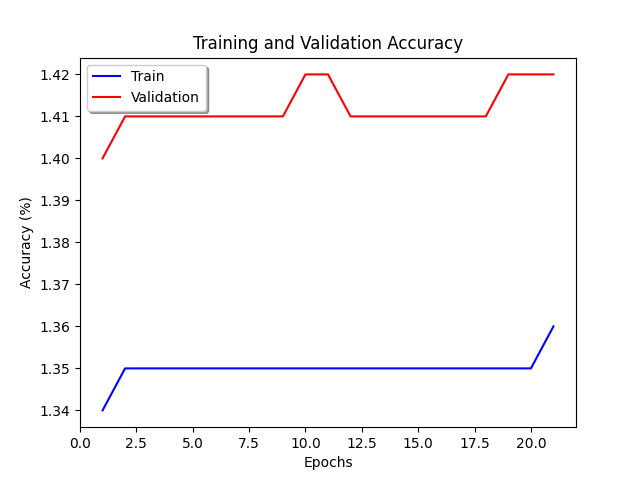 Training and Validation Accuracy
Train
Validation
1.42
1.41
1.40
1.39
1.38
1.37
1.36
1.35
1.34
Accuracy (%)
0.0 2.5 5.0 7.5 10.0 12.5 15.0 17.5 20.0
Epochs